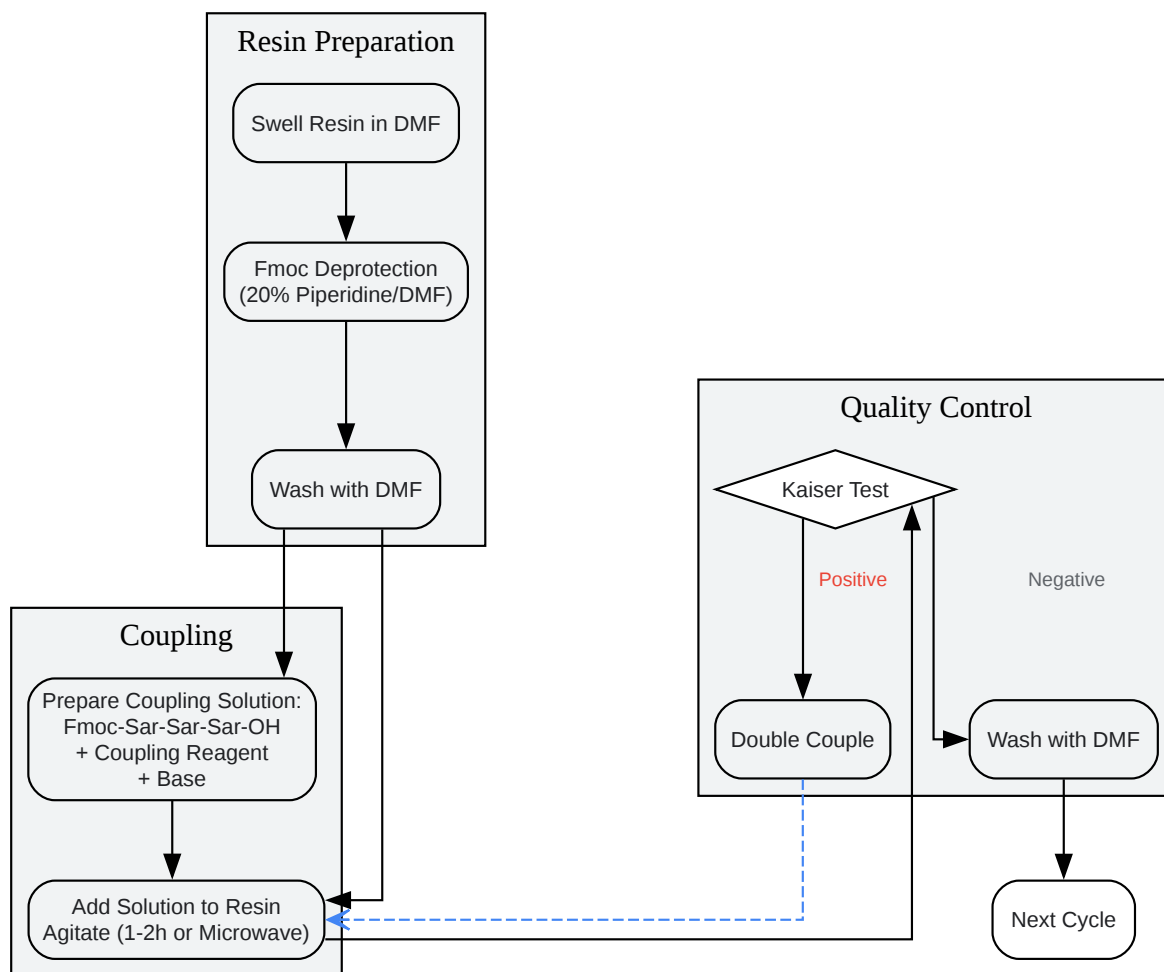 Resin Preparation
Swell Resin in DMF
Fmoc Deprotection
(20% Piperidine/DMF)
Wash with DMF
Coupling
Prepare Coupling Solution:
Fmoc-Sar-Sar-Sar-OH
+ Coupling Reagent
+ Base
Add Solution to Resin
Agitate (1-2h or Microwave)
Quality Control
Kaiser Test
Positive
Negative
Double Couple
Wash with DMF
Next Cycle